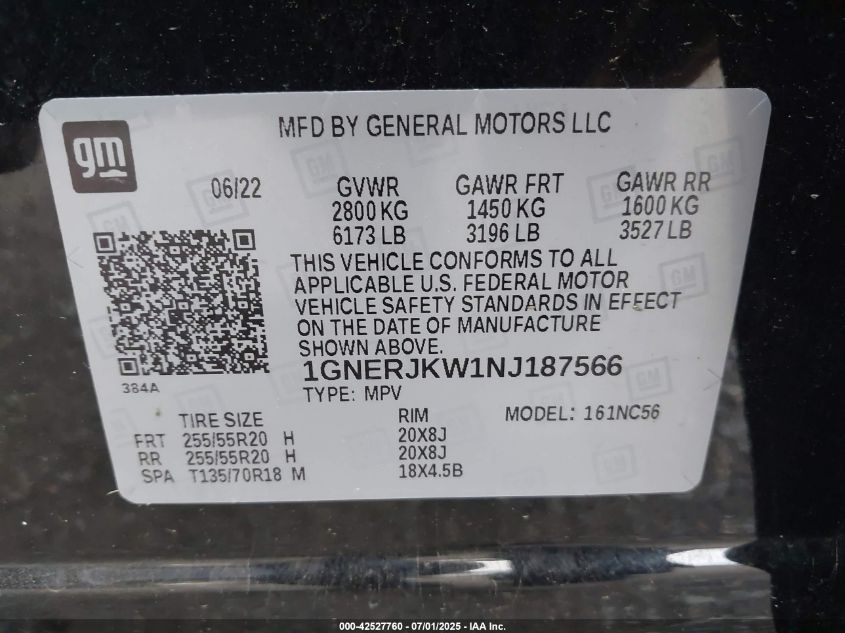 gm
MFD BY GENERAL MOTORS LLC
06/22
GVWR GAWR FRT GAWR RR
2800 KG 1450 KG 1600 KG
6173 LB 3196 LB 3527 LB
THIS VEHICLE CONFORMS TO ALL
APPLICABLE U.S. FEDERAL MOTOR
VEHICLE SAFETY STANDARDS IN EFFECT
ON THE DATE OF MANUFACTURE
SHOWN ABOVE.
1GNERJKW1NJ187566
384A
TYPE: MPV
TIRE SIZE RIM MODEL: 161NC56
FRT 255/55R20 H 20X8J
RR 255/55R20 H 20X8J
SPA T135/70R18 M 18X4.5B
000-42527760 - 07/01/2025 - IAA Inc.